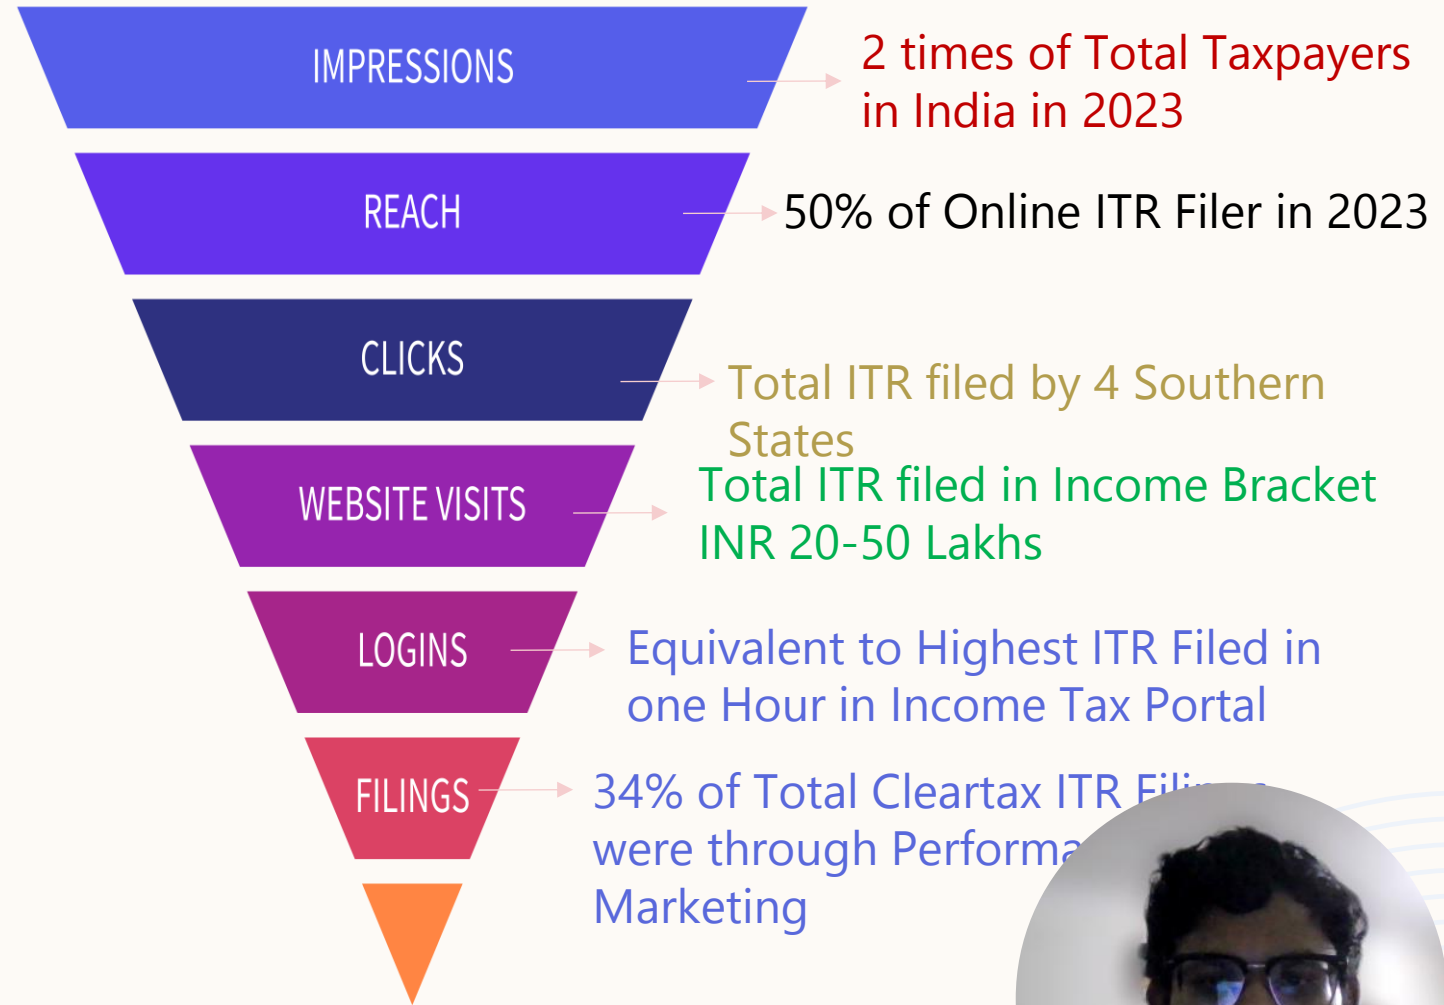 IMPRESSIONS
2 times of Total Taxpayers
in India in 2023
REACH
50% of Online ITR Filer in 2023
CLICKS
Total ITR filed by 4 Southern
States
WEBSITE VISITS
Total ITR filed in Income Bracket
INR 20-50 Lakhs
LOGINS
Equivalent to Highest ITR Filed in
one Hour in Income Tax Portal
FILINGS
34% of Total Cleartax ITR
were through
Marketing